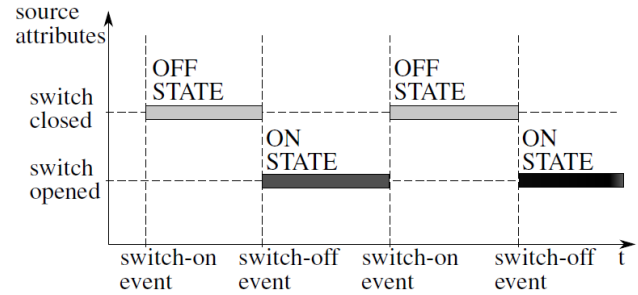 source
attributes
OFF
STATE
OFF
STATE
switch
closed
ON
STATE
ON
STATE
switch
opened
switch-on
event
switch-off
event
switch-on
event
switch-off
event
t